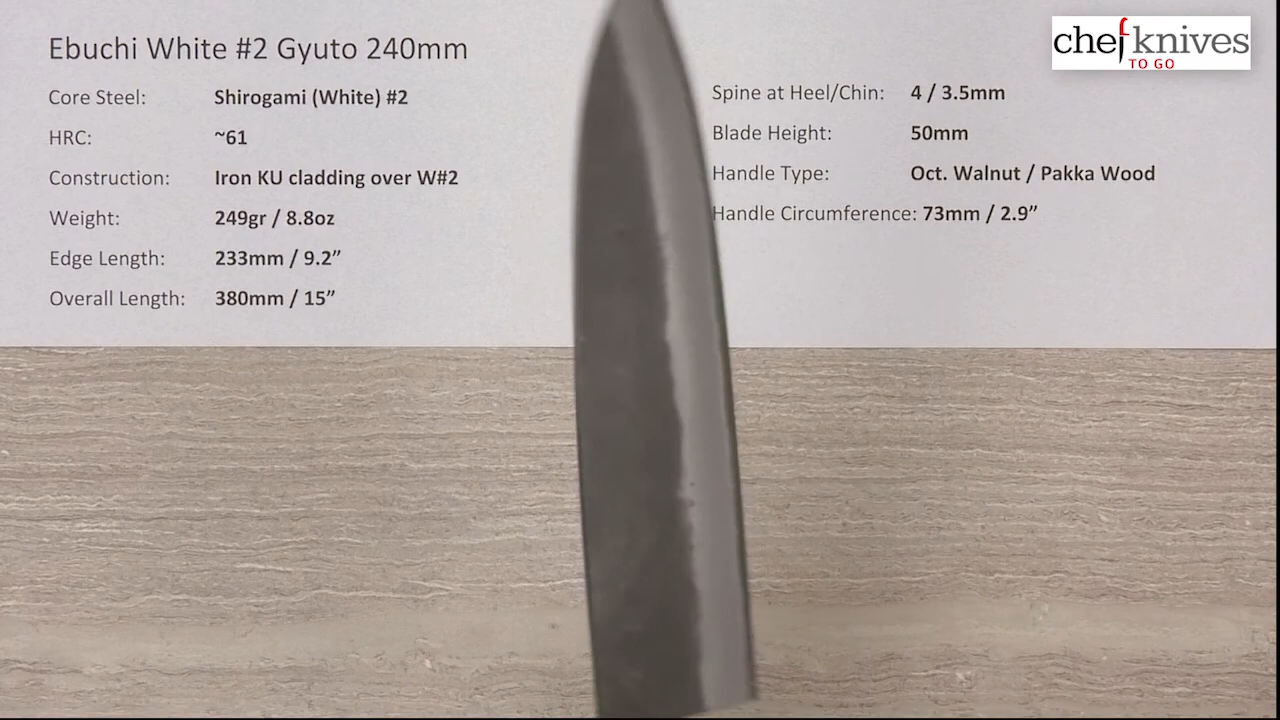 Ebuchi White #2 Gyuto 240mm
Core Steel: Shirogami (White) #2
HRC: ~61
Construction: Iron KU cladding over W#2
Weight: 249gr / 8.8oz
Edge Length: 233mm / 9.2”
Overall Length: 380mm / 15”
Spine at Heel/Chin: 4 / 3.5mm
Blade Height: 50mm
Handle Type: Oct. Walnut / Pakka Wood
Handle Circumference: 73mm / 2.9”
chefknives
TO GO